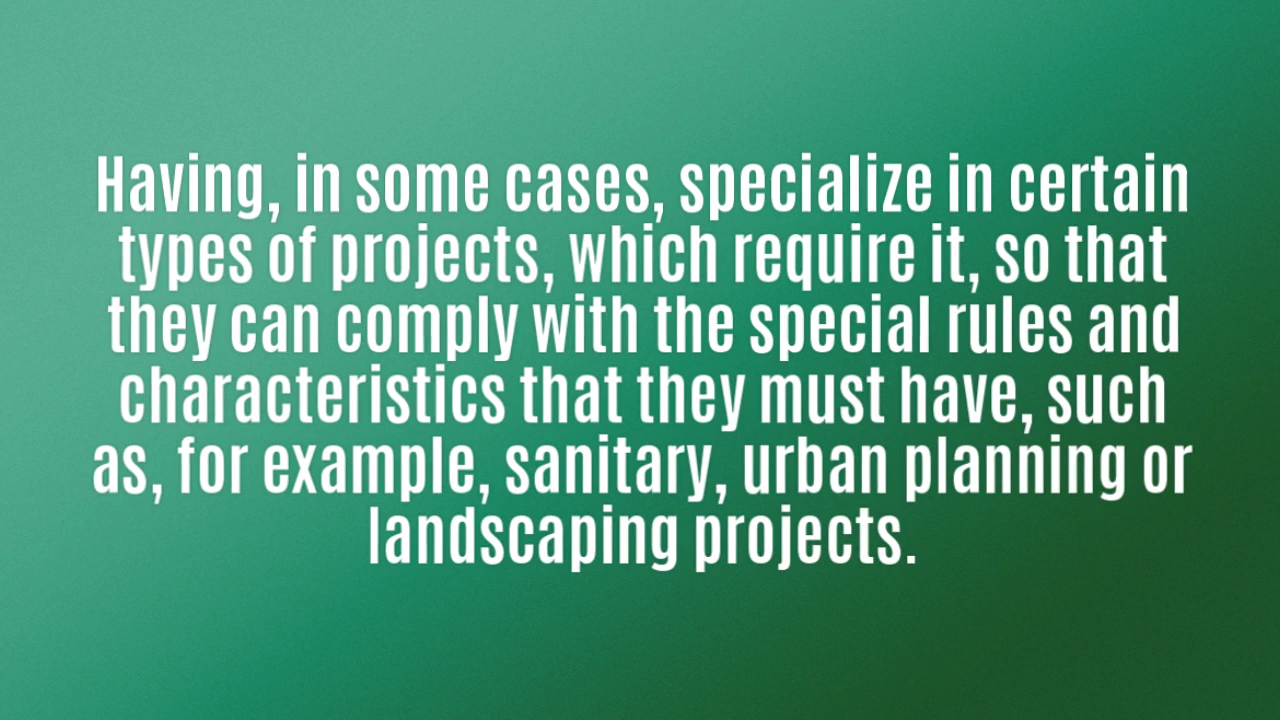 Having, in some cases, specialize in certain
types of projects, which require it, so that
they can comply with the special rules and
characteristics that they must have, such
as, for example, sanitary, urban planning or
landscaping projects.